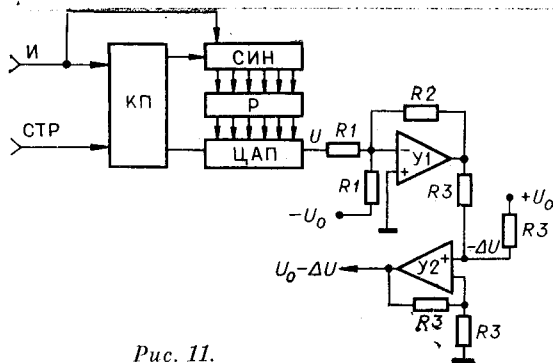 И
СТР
КП
СИН
Р
ЦАП
U
R1
R1
−U₀
R2
− У1
+
R3
+U₀
R3
−ΔU
У2 +
−
U₀−ΔU
R3
R3
Рис. 11.